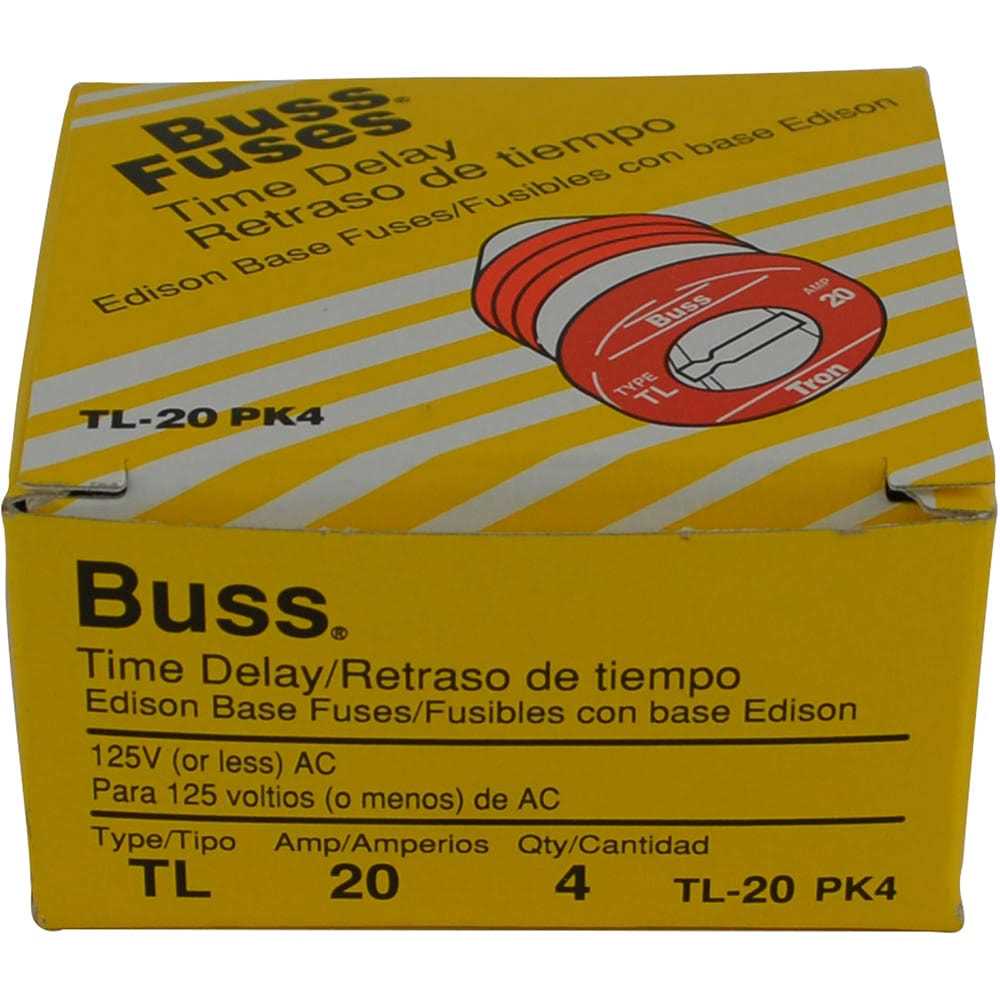 Buss®
Fuses
Time Delay
Retraso de tiempo
Edison Base Fuses/Fusibles con base Edison
Buss
AMP
20
TYPE
TL
Tron
TL-20 PK4
Buss®
Time Delay/Retraso de tiempo
Edison Base Fuses/Fusibles con base Edison
125V (or less) AC
Para 125 voltios (o menos) de AC
Type/Tipo Amp/Amperios Qty/Cantidad
TL 20 4 TL-20 PK4